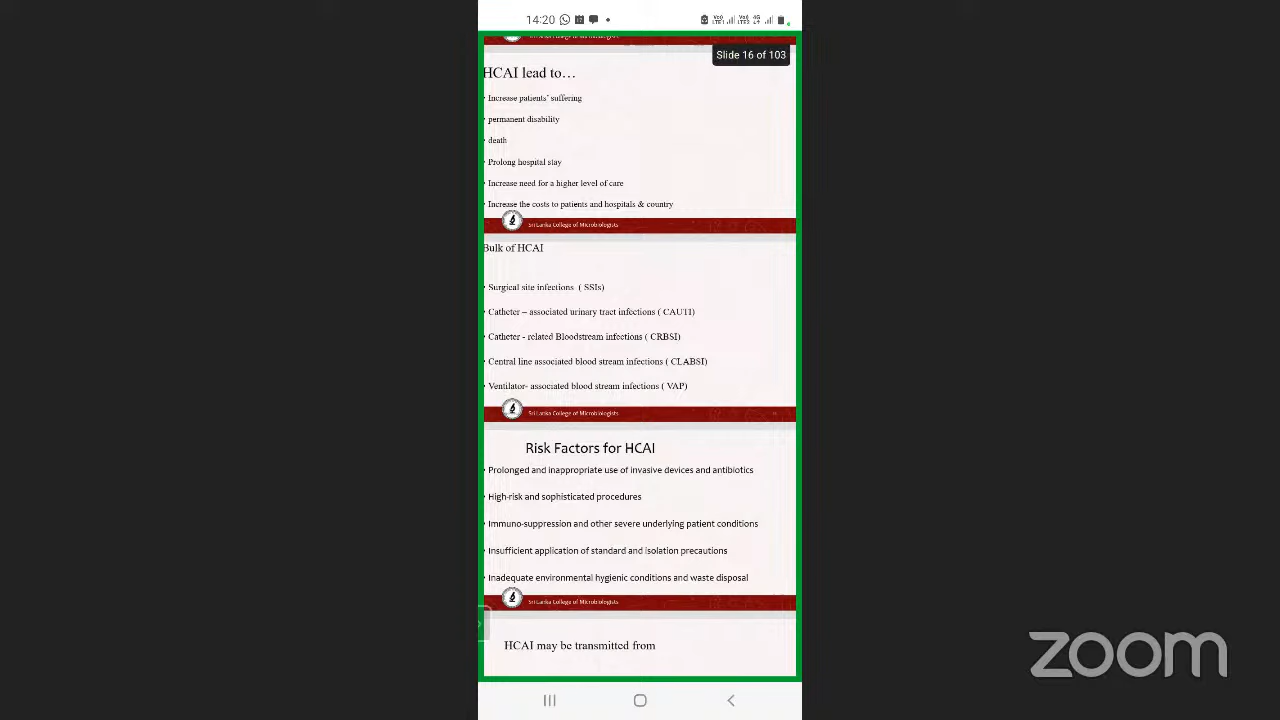 14:20
Slide 16 of 103
HCAI lead to…
• Increase patients' suffering
• permanent disability
• death
• Prolong hospital stay
• Increase need for a higher level of care
• Increase the costs to patients and hospitals & country
Sri Lanka College of Microbiologists
Bulk of HCAI
• Surgical site infections ( SSIs)
• Catheter – associated urinary tract infections ( CAUTI)
• Catheter - related Bloodstream infections ( CRBSI)
• Central line associated blood stream infections ( CLABSI)
• Ventilator- associated blood stream infections ( VAP)
Sri Lanka College of Microbiologists
Risk Factors for HCAI
• Prolonged and inappropriate use of invasive devices and antibiotics
• High-risk and sophisticated procedures
• Immuno-suppression and other severe underlying patient conditions
• Insufficient application of standard and isolation precautions
• Inadequate environmental hygienic conditions and waste disposal
Sri Lanka College of Microbiologists
HCAI may be transmitted from
zoom